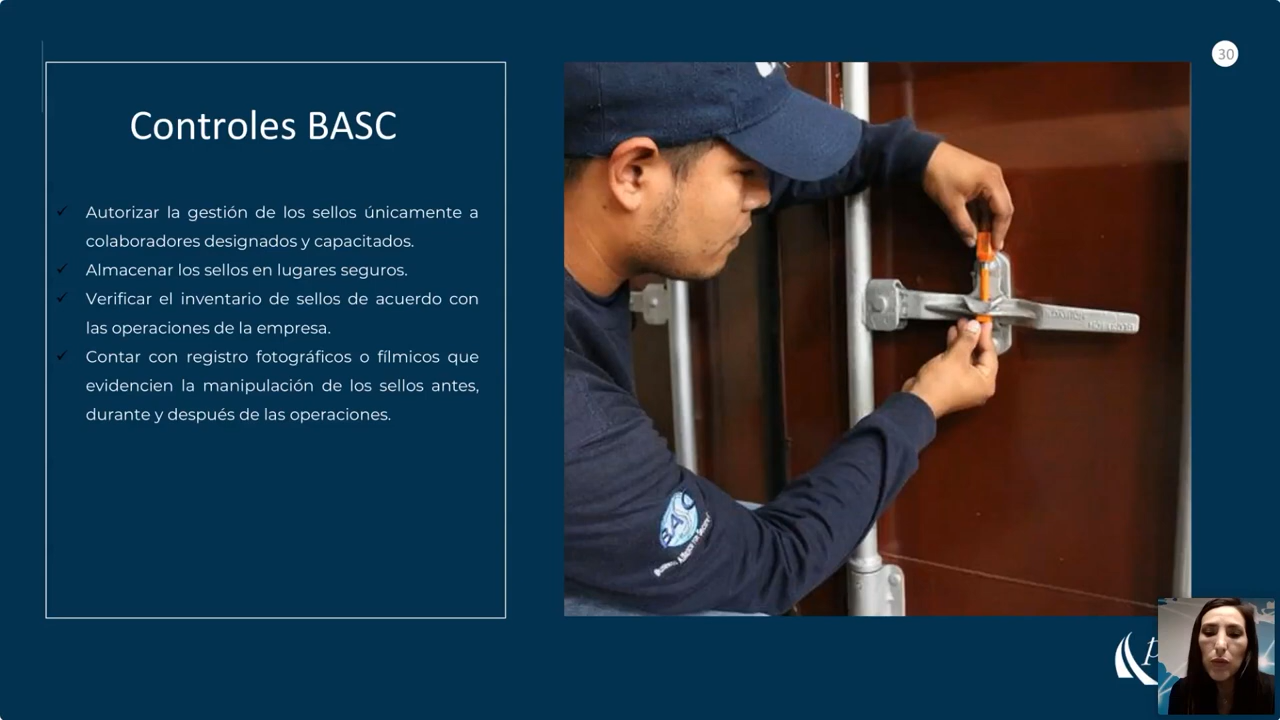 30
Controles BASC
Autorizar la gestión de los sellos únicamente a
colaboradores designados y capacitados.
Almacenar los sellos en lugares seguros.
Verificar el inventario de sellos de acuerdo con
las operaciones de la empresa.
Contar con registro fotográficos o fílmicos que
evidencien la manipulación de los sellos antes,
durante y después de las operaciones.
BASC